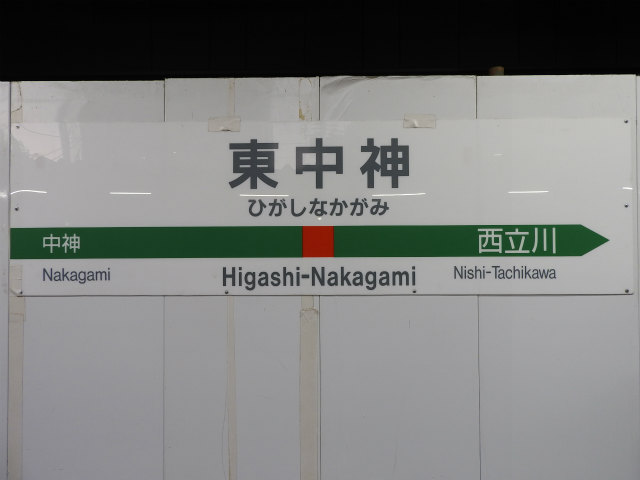 東中神
ひがしなかがみ
中神
西立川
Nakagami
Higashi-Nakagami
Nishi-Tachikawa